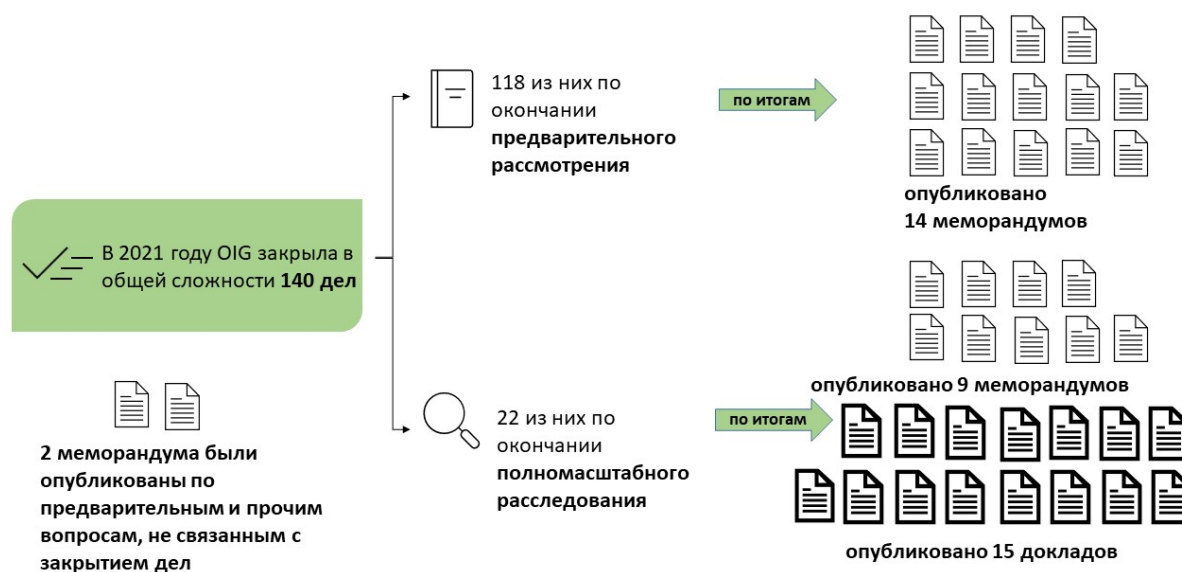 В 2021 году OIG закрыла в
общей сложности 140 дел
2 меморандума были
опубликованы по
предварительным и прочим
вопросам, не связанным с
закрытием дел
118 из них по
окончании
предварительного
рассмотрения
по итогам
опубликовано
14 меморандумов
22 из них по
окончании
полномасштабного
расследования
по итогам
опубликовано 9 меморандумов
опубликовано 15 докладов